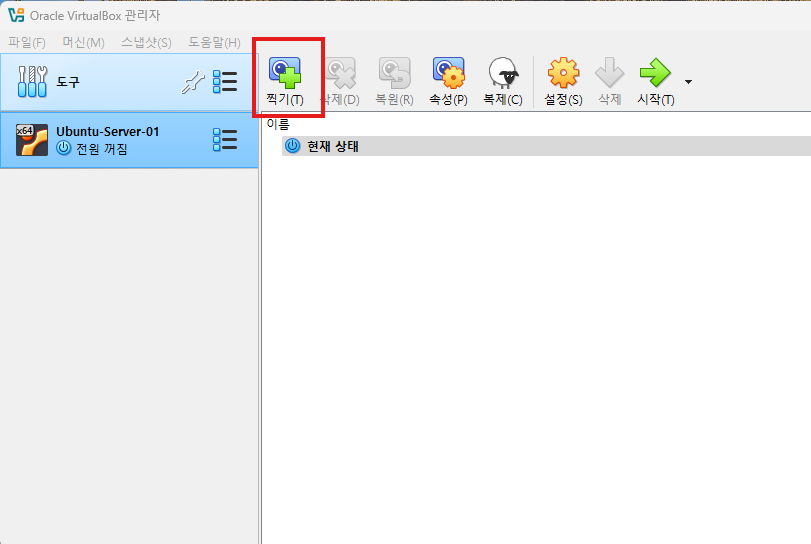 Oracle VirtualBox 관리자
파일(F) 머신(M) 스냅샷(S) 도움말(H)
도구
찍기(T) 삭제(D) 복원(R) 속성(P) 복제(C) 설정(S) 삭제 시작(T)
x64
Ubuntu-Server-01
전원 꺼짐
이름
현재 상태